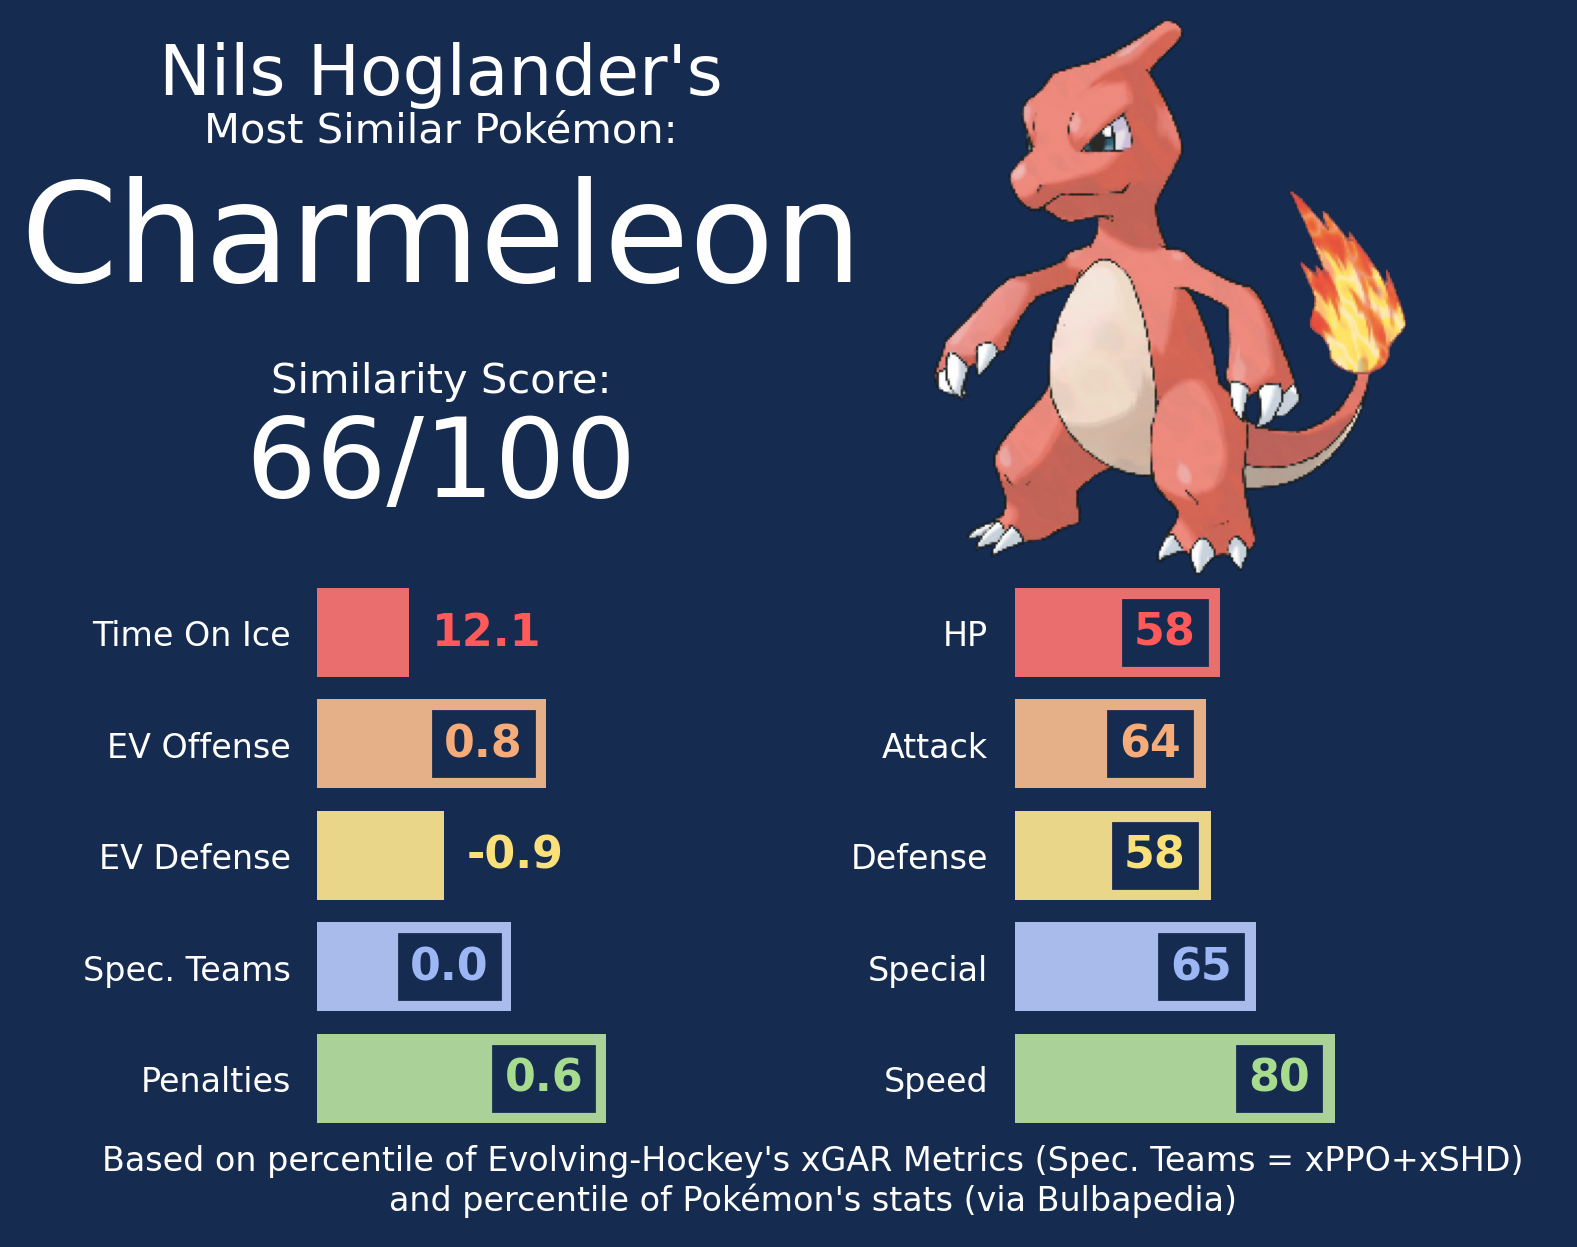 Nils Hoglander's
Most Similar Pokémon:
Charmeleon
Similarity Score:
66/100
Time On Ice 12.1
EV Offense 0.8
EV Defense -0.9
Spec. Teams 0.0
Penalties 0.6
HP 58
Attack 64
Defense 58
Special 65
Speed 80
Based on percentile of Evolving-Hockey's xGAR Metrics (Spec. Teams = xPPO+xSHD)
and percentile of Pokémon's stats (via Bulbapedia)